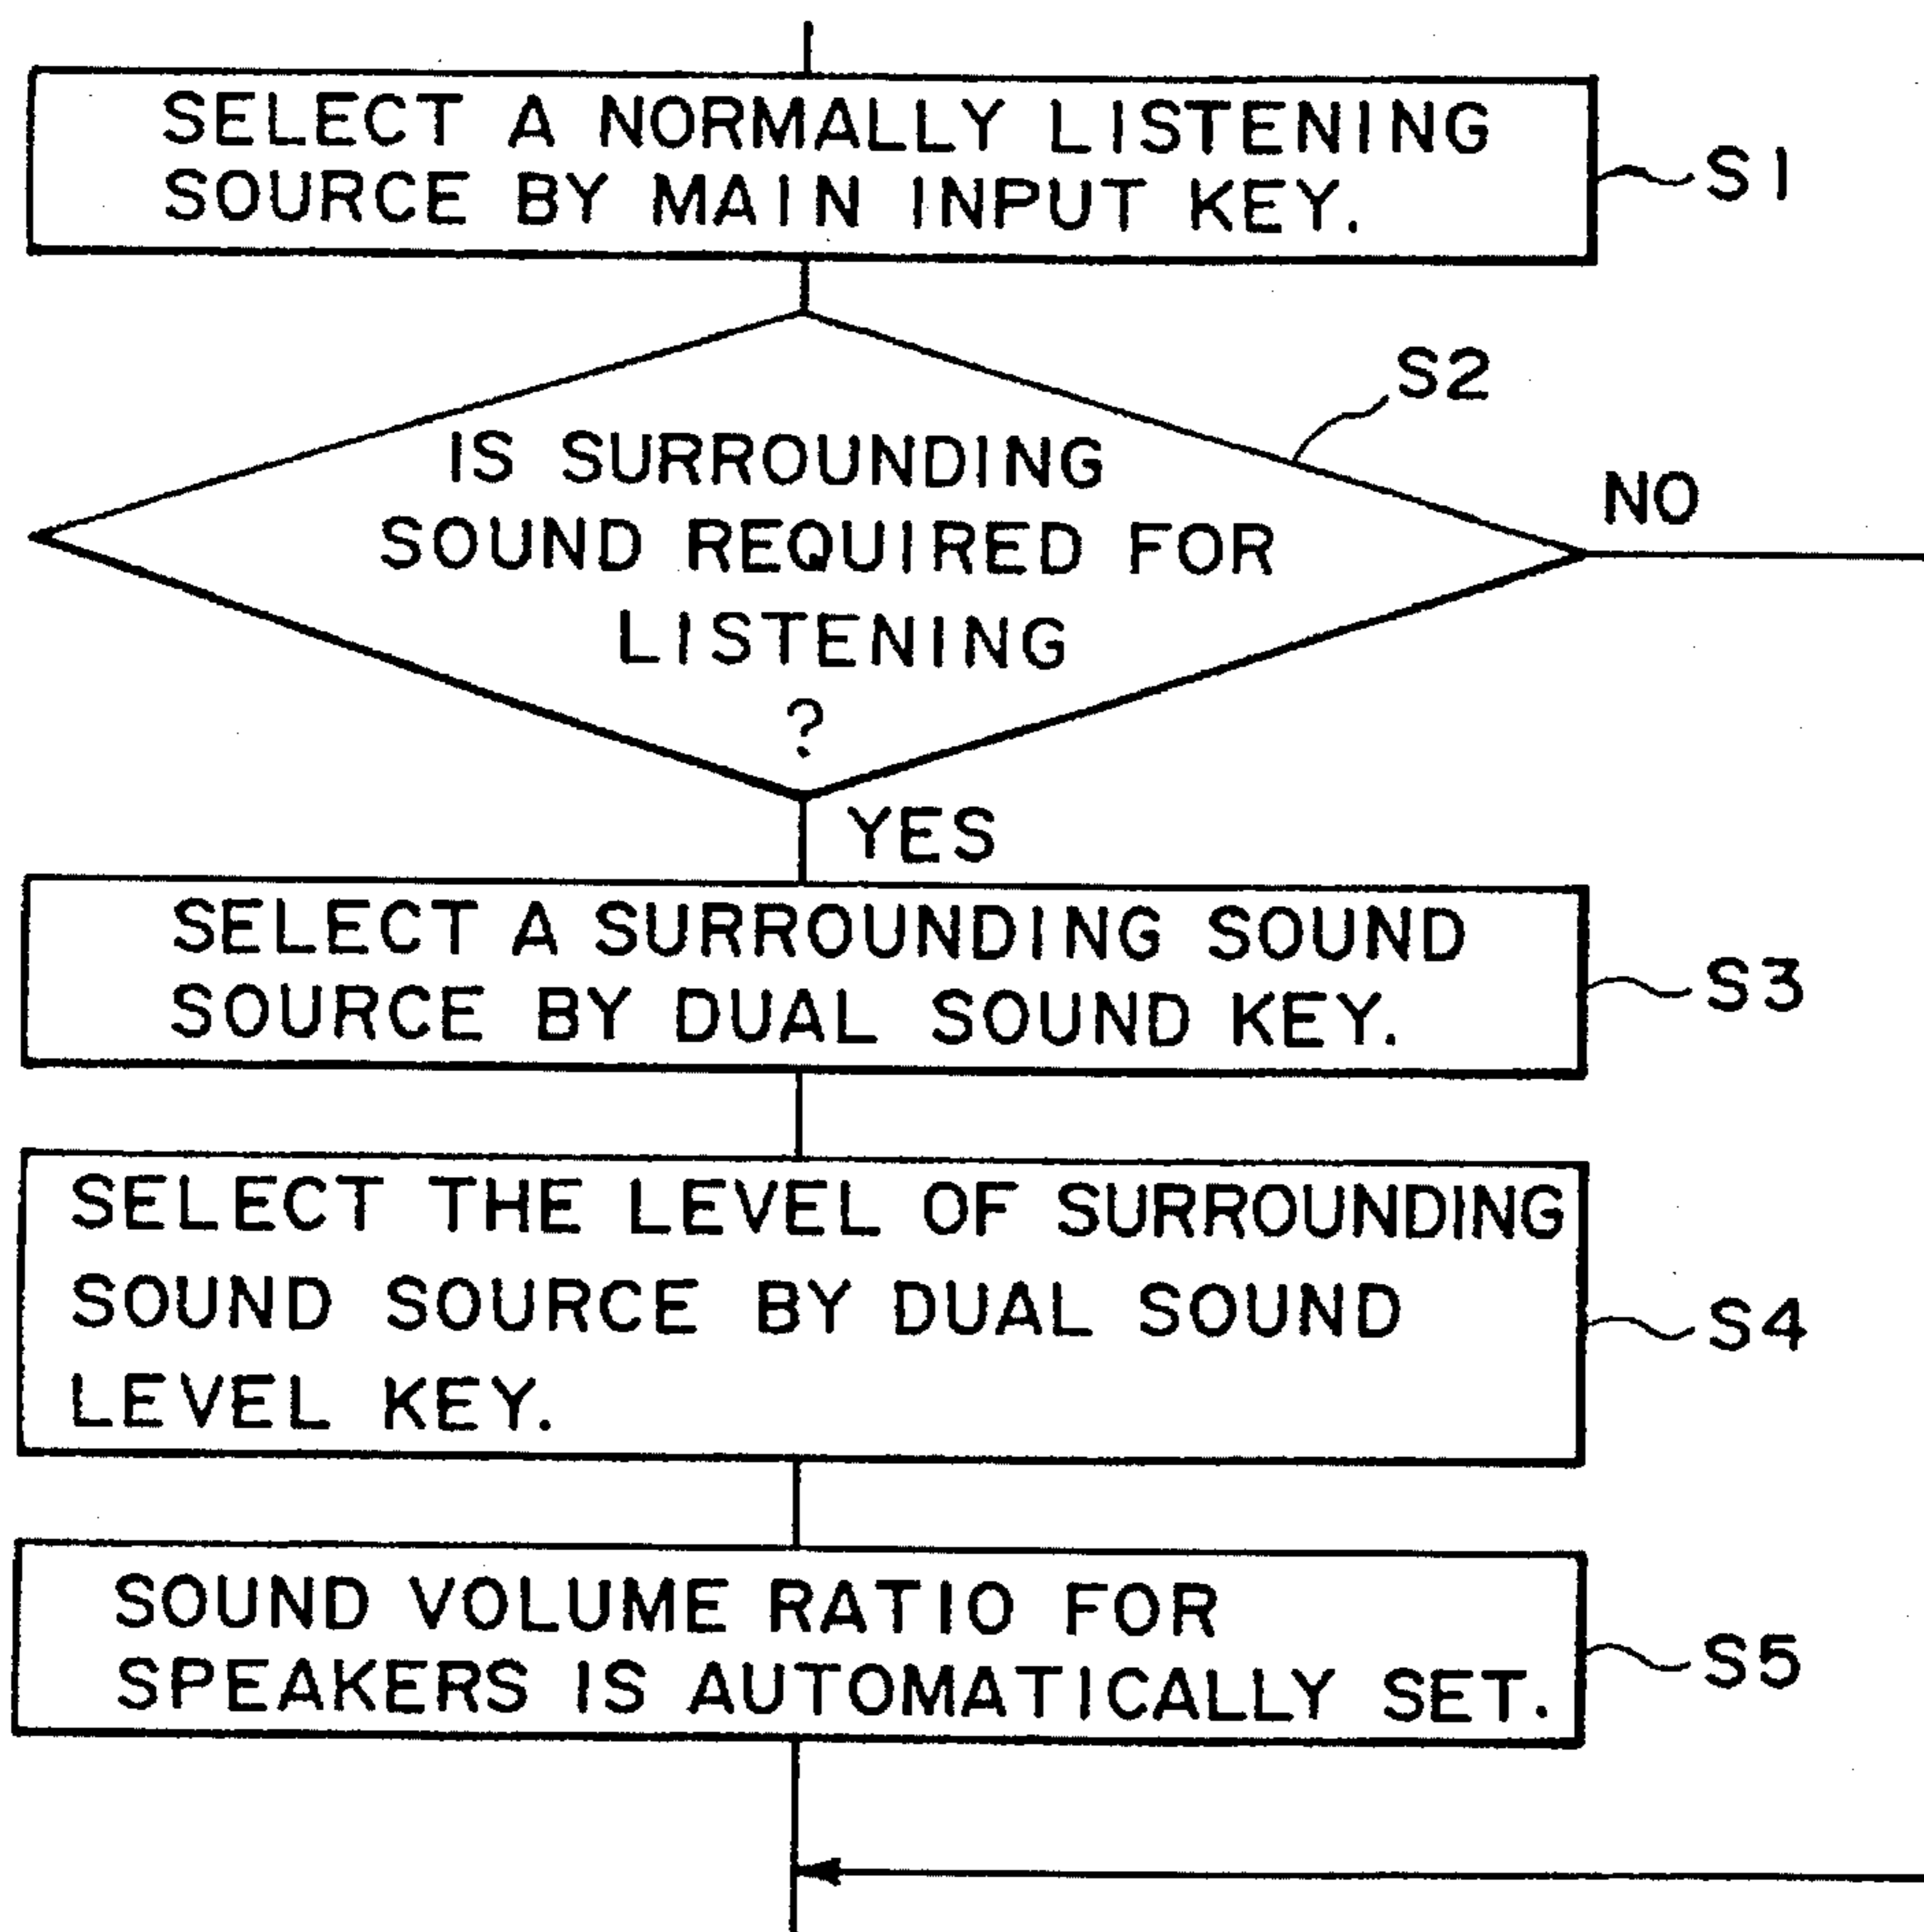 SELECT A NORMALLY LISTENING
SOURCE BY MAIN INPUT KEY.
S1
S2
IS SURROUNDING
SOUND REQUIRED FOR
LISTENING
?
NO
YES
SELECT A SURROUNDING SOUND
SOURCE BY DUAL SOUND KEY.
S3
SELECT THE LEVEL OF SURROUNDING
SOUND SOURCE BY DUAL SOUND
LEVEL KEY.
S4
SOUND VOLUME RATIO FOR
SPEAKERS IS AUTOMATICALLY SET.
S5